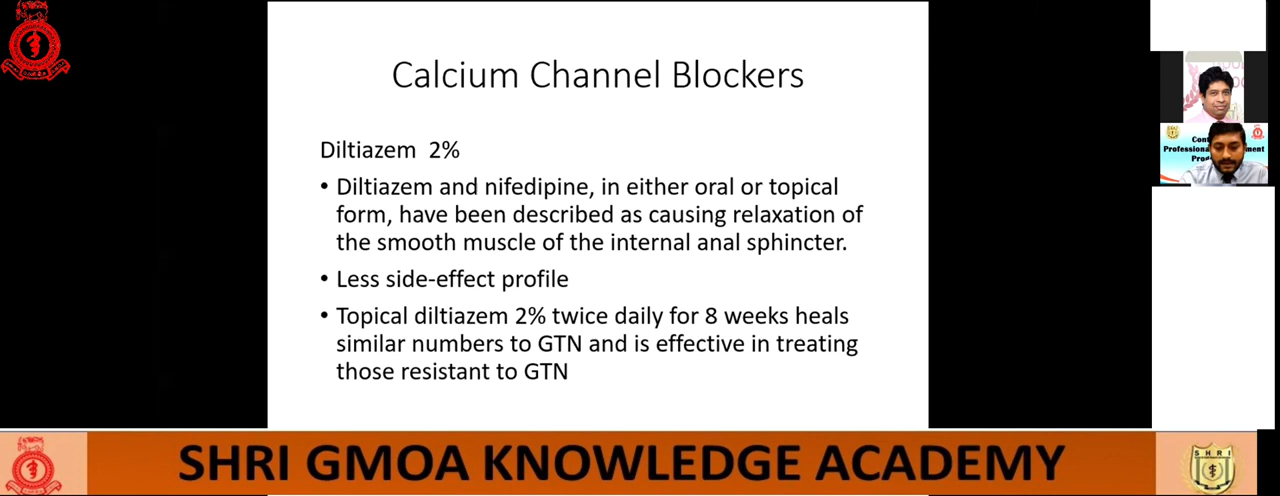 Calcium Channel Blockers
Diltiazem 2%
• Diltiazem and nifedipine, in either oral or topical
form, have been described as causing relaxation of
the smooth muscle of the internal anal sphincter.
• Less side-effect profile
• Topical diltiazem 2% twice daily for 8 weeks heals
similar numbers to GTN and is effective in treating
those resistant to GTN
SHRI GMOA KNOWLEDGE ACADEMY
SHRI